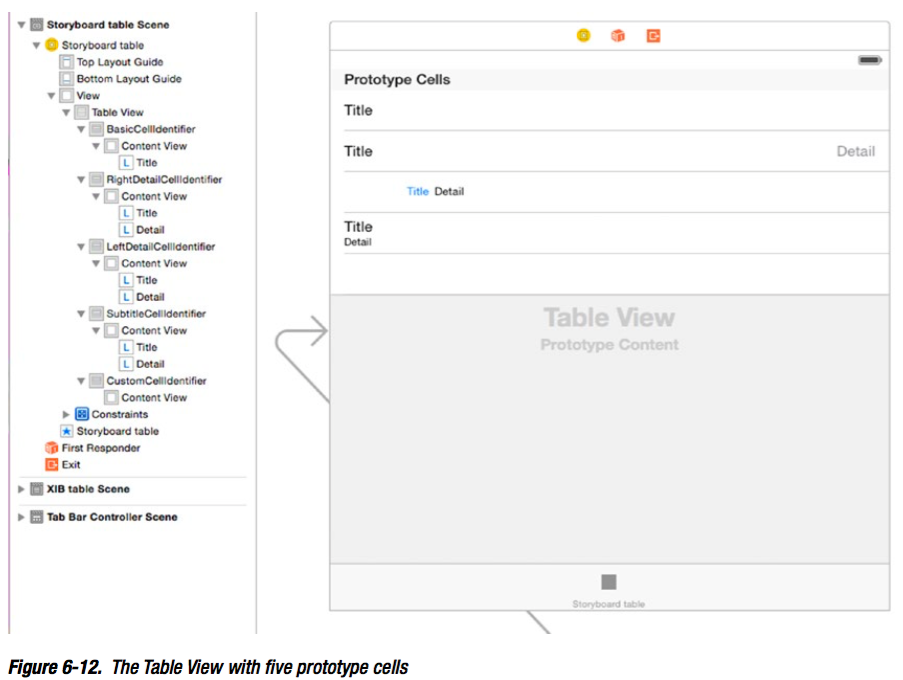 Storyboard table Scene
Storyboard table
Top Layout Guide
Bottom Layout Guide
View
Table View
BasicCellIdentifier
Content View
L Title
RightDetailCellIdentifier
Content View
L Title
L Detail
LeftDetailCellIdentifier
Content View
L Title
L Detail
SubtitleCellIdentifier
Content View
L Title
L Detail
CustomCellIdentifier
Content View
Constraints
Storyboard table
First Responder
Exit
XIB table Scene
Tab Bar Controller Scene
Prototype Cells
Title
Title Detail
Title Detail
Title
Detail
Table View
Prototype Content
Storyboard table
Figure 6-12. The Table View with five prototype cells